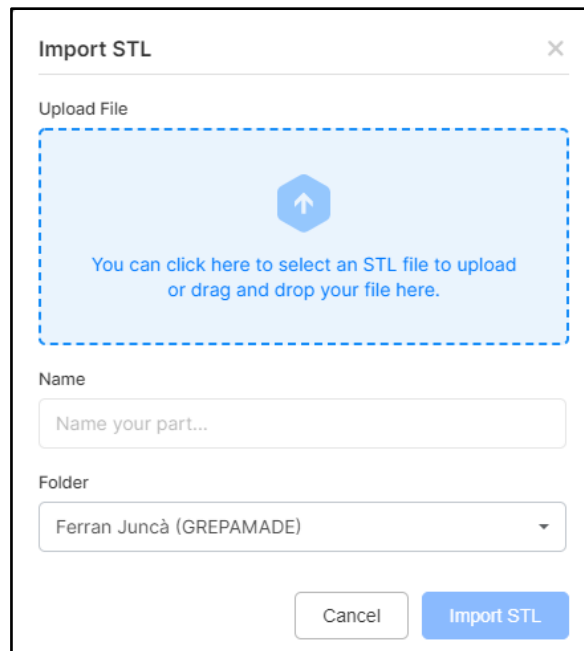 Import STL
Upload File
You can click here to select an STL file to upload
or drag and drop your file here.
Name
Name your part...
Folder
Ferran Juncà (GREPAMADE)
Cancel
Import STL